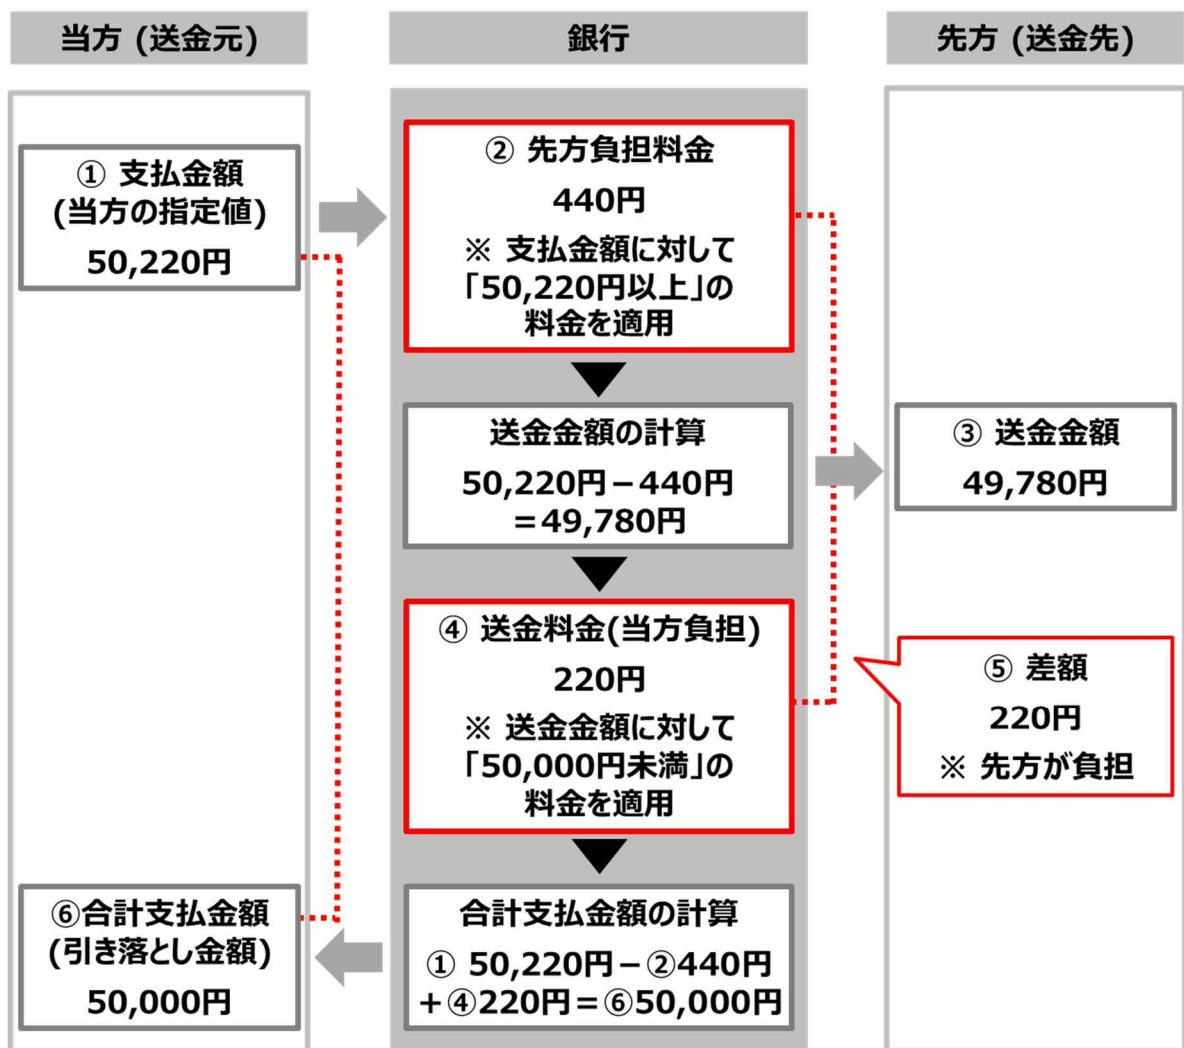 当方 (送金元)
銀行
先方 (送金先)
① 支払金額
(当方の指定値)
50,220円
② 先方負担料金
440円
※ 支払金額に対して
「50,220円以上」の
料金を適用
送金金額の計算
50,220円－440円
＝49,780円
③ 送金金額
49,780円
④ 送金料金(当方負担)
220円
※ 送金金額に対して
「50,000円未満」の
料金を適用
⑤ 差額
220円
※ 先方が負担
⑥合計支払金額
(引き落とし金額)
50,000円
合計支払金額の計算
① 50,220円－②440円
＋④220円＝⑥50,000円